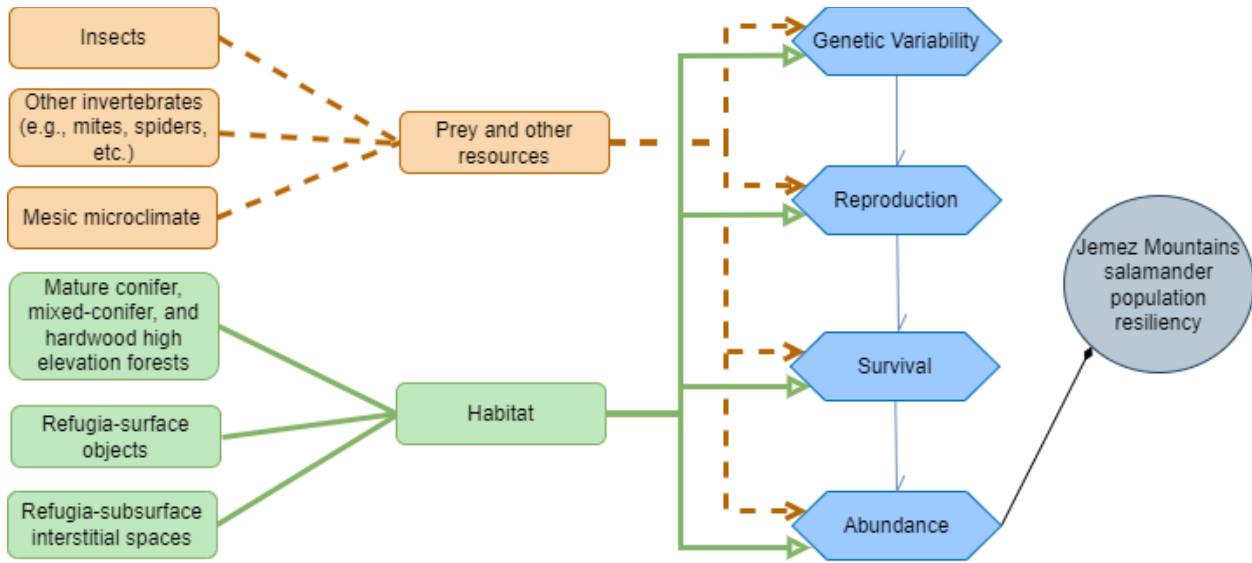 Insects
Other invertebrates
(e.g., mites, spiders,
etc.)
Mesic microclimate
Mature conifer,
mixed-conifer, and
hardwood high
elevation forests
Refugia-surface
objects
Refugia-subsurface
interstitial spaces
Prey and other
resources
Habitat
Genetic Variability
Reproduction
Survival
Abundance
Jemez Mountains
salamander
population
resiliency